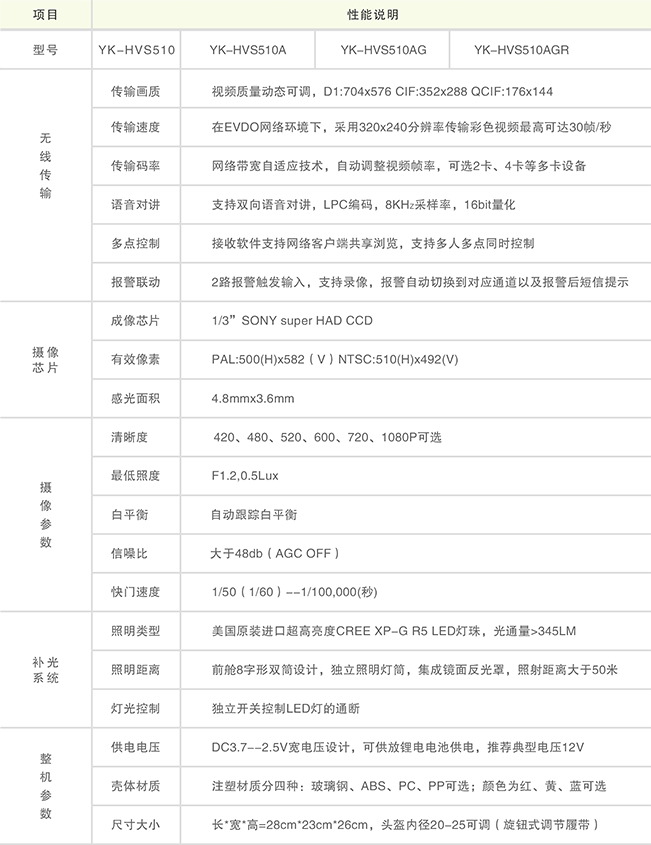 项目 性能说明
型号 YK-HVS510 YK-HVS510A YK-HVS510AG YK-HVS510AGR
无线传输
传输画质 视频质量动态可调，D1:704x576 CIF:352x288 QCIF:176x144
传输速度 在EVDO网络环境下，采用320x240分辨率传输彩色视频最高可达30帧/秒
传输码率 网络带宽自适应技术，自动调整视频帧率，可选2卡、4卡等多卡设备
语音对讲 支持双向语音对讲，LPC编码，8KHz采样率，16bit量化
多点控制 接收软件支持网络客户端共享浏览，支持多人多点同时控制
报警联动 2路报警触发输入，支持录像，报警自动切换到对应通道以及报警后短信提示
摄像
芯片
成像芯片 1/3” SONY super HAD CCD
有效像素 PAL:500(H)x582（V）NTSC:510(H)x492(V)
感光面积 4.8mmx3.6mm
摄像参数
清晰度 420、480、520、600、720、1080P可选
最低照度 F1.2,0.5Lux
白平衡 自动跟踪白平衡
信噪比 大于48db（AGC OFF）
快门速度 1/50（1/60）--1/100,000(秒)
补光
系统
照明类型 美国原装进口超高亮度CREE XP-G R5 LED灯珠，光通量>345LM
照明距离 前舱8字形双筒设计，独立照明灯筒，集成镜面反光罩，照射距离大于50米
灯光控制 独立开关控制LED灯的通断
整机参数
供电电压 DC3.7--2.5V宽电压设计，可供放锂电电池供电，推荐典型电压12V
壳体材质 注塑材质分四种：玻璃钢、ABS、PC、PP可选；颜色为红、黄、蓝可选
尺寸大小 长*宽*高=28cm*23cm*26cm，头盔内径20-25可调（旋钮式调节履带）